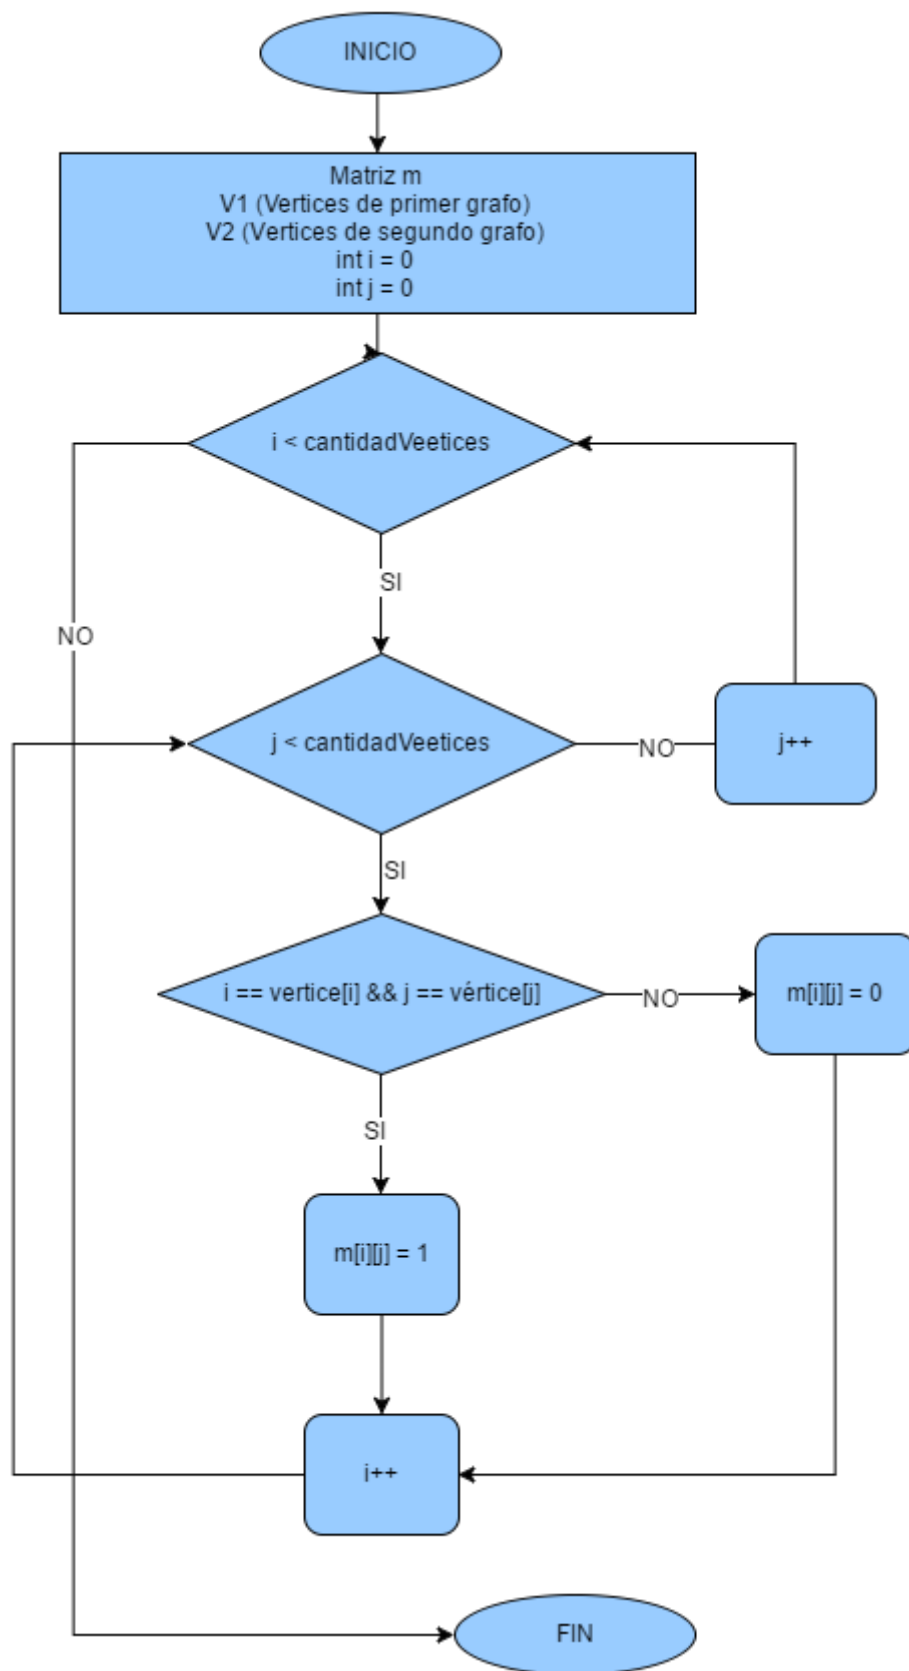 INICIO
Matriz m
V1 (Vertices de primer grafo)
V2 (Vertices de segundo grafo)
int i = 0
int j = 0
i < cantidadVeetices
SI
NO
j < cantidadVeetices
NO
j++
SI
i == vertice[i] && j == vértice[j]
NO
m[i][j] = 0
SI
m[i][j] = 1
i++
FIN